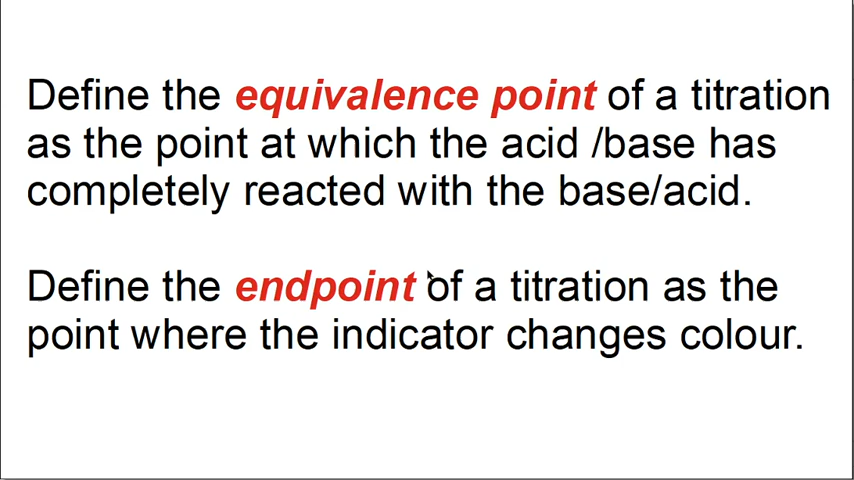 Define the equivalence point of a titration
as the point at which the acid /base has
completely reacted with the base/acid.
Define the endpoint of a titration as the
point where the indicator changes colour.